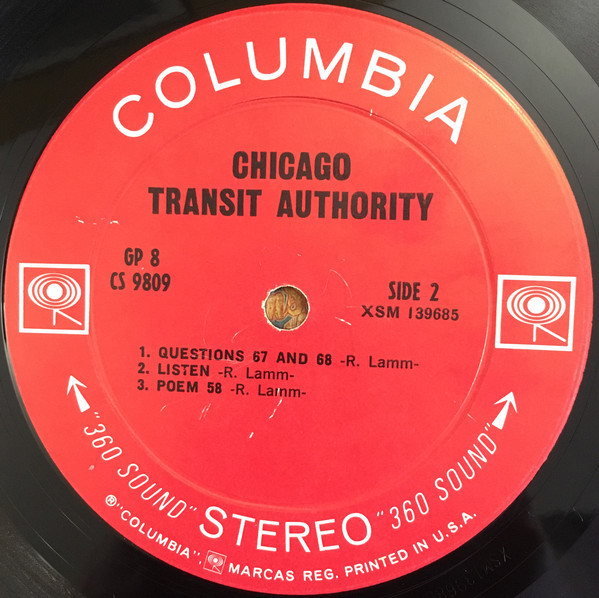 COLUMBIA
CHICAGO
TRANSIT AUTHORITY
GP 8
CS 9809
SIDE 2
XSM 139685
1. QUESTIONS 67 AND 68 -R. Lamm-
2. LISTEN -R. Lamm-
3. POEM 58 -R. Lamm-
"360 SOUND" STEREO "360 SOUND"
® "COLUMBIA", MARCAS REG. PRINTED IN U.S.A.